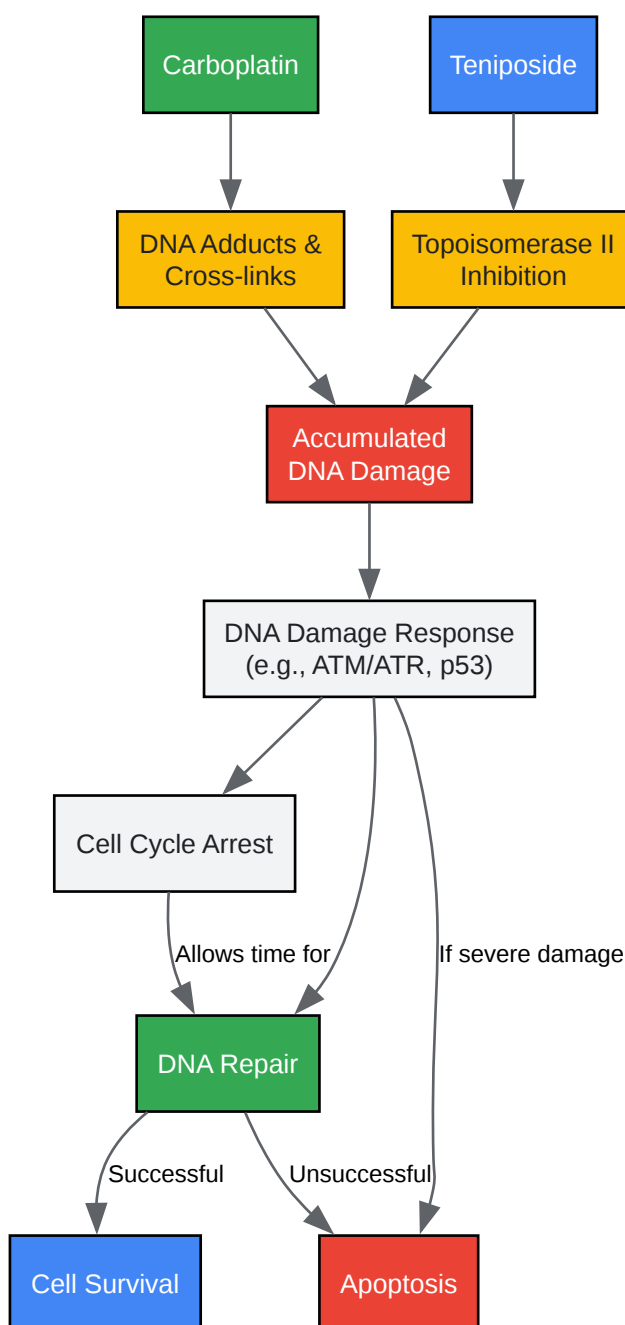 Carboplatin
Teniposide
DNA Adducts &
Cross-links
Topoisomerase II
Inhibition
Accumulated
DNA Damage
DNA Damage Response
(e.g., ATM/ATR, p53)
Cell Cycle Arrest
Allows time for
If severe damage
DNA Repair
Successful
Unsuccessful
Cell Survival
Apoptosis